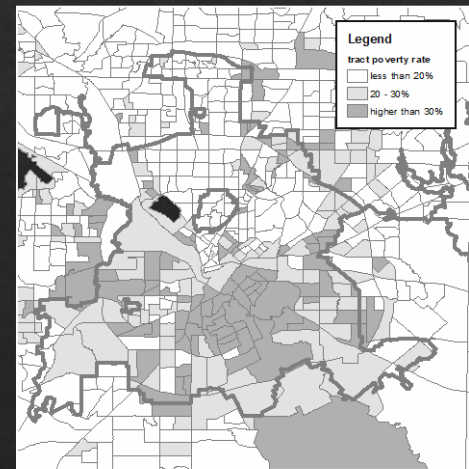 Legend
tract poverty rate
less than 20%
20 - 30%
higher than 30%